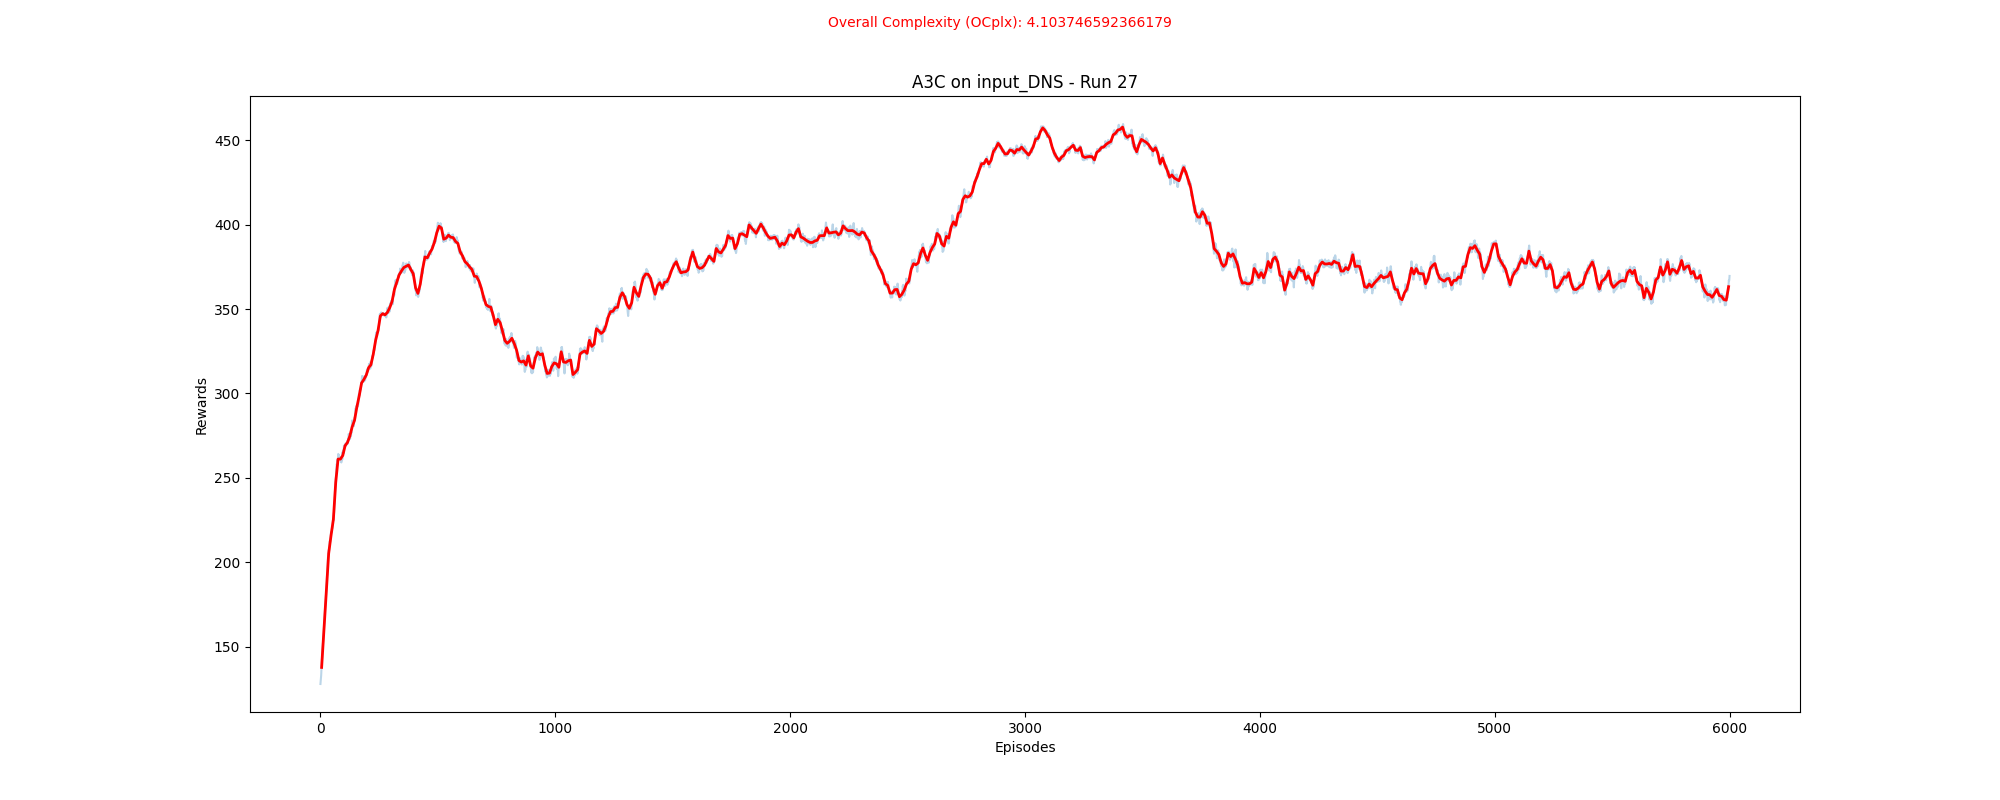 Overall Complexity (OCplx): 4.103746592366179
A3C on input_DNS - Run 27
450
400
350
300
250
200
150
Rewards
0 1000 2000 3000 4000 5000 6000
Episodes